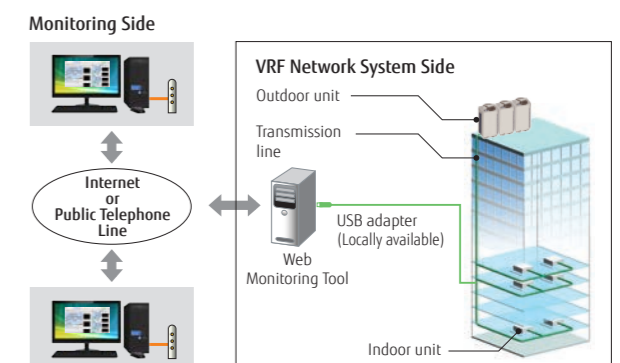 Monitoring Side
Internet
or
Public Telephone
Line
VRF Network System Side
Outdoor unit
Transmission
line
USB adapter
(Locally available)
Web
Monitoring Tool
Indoor unit